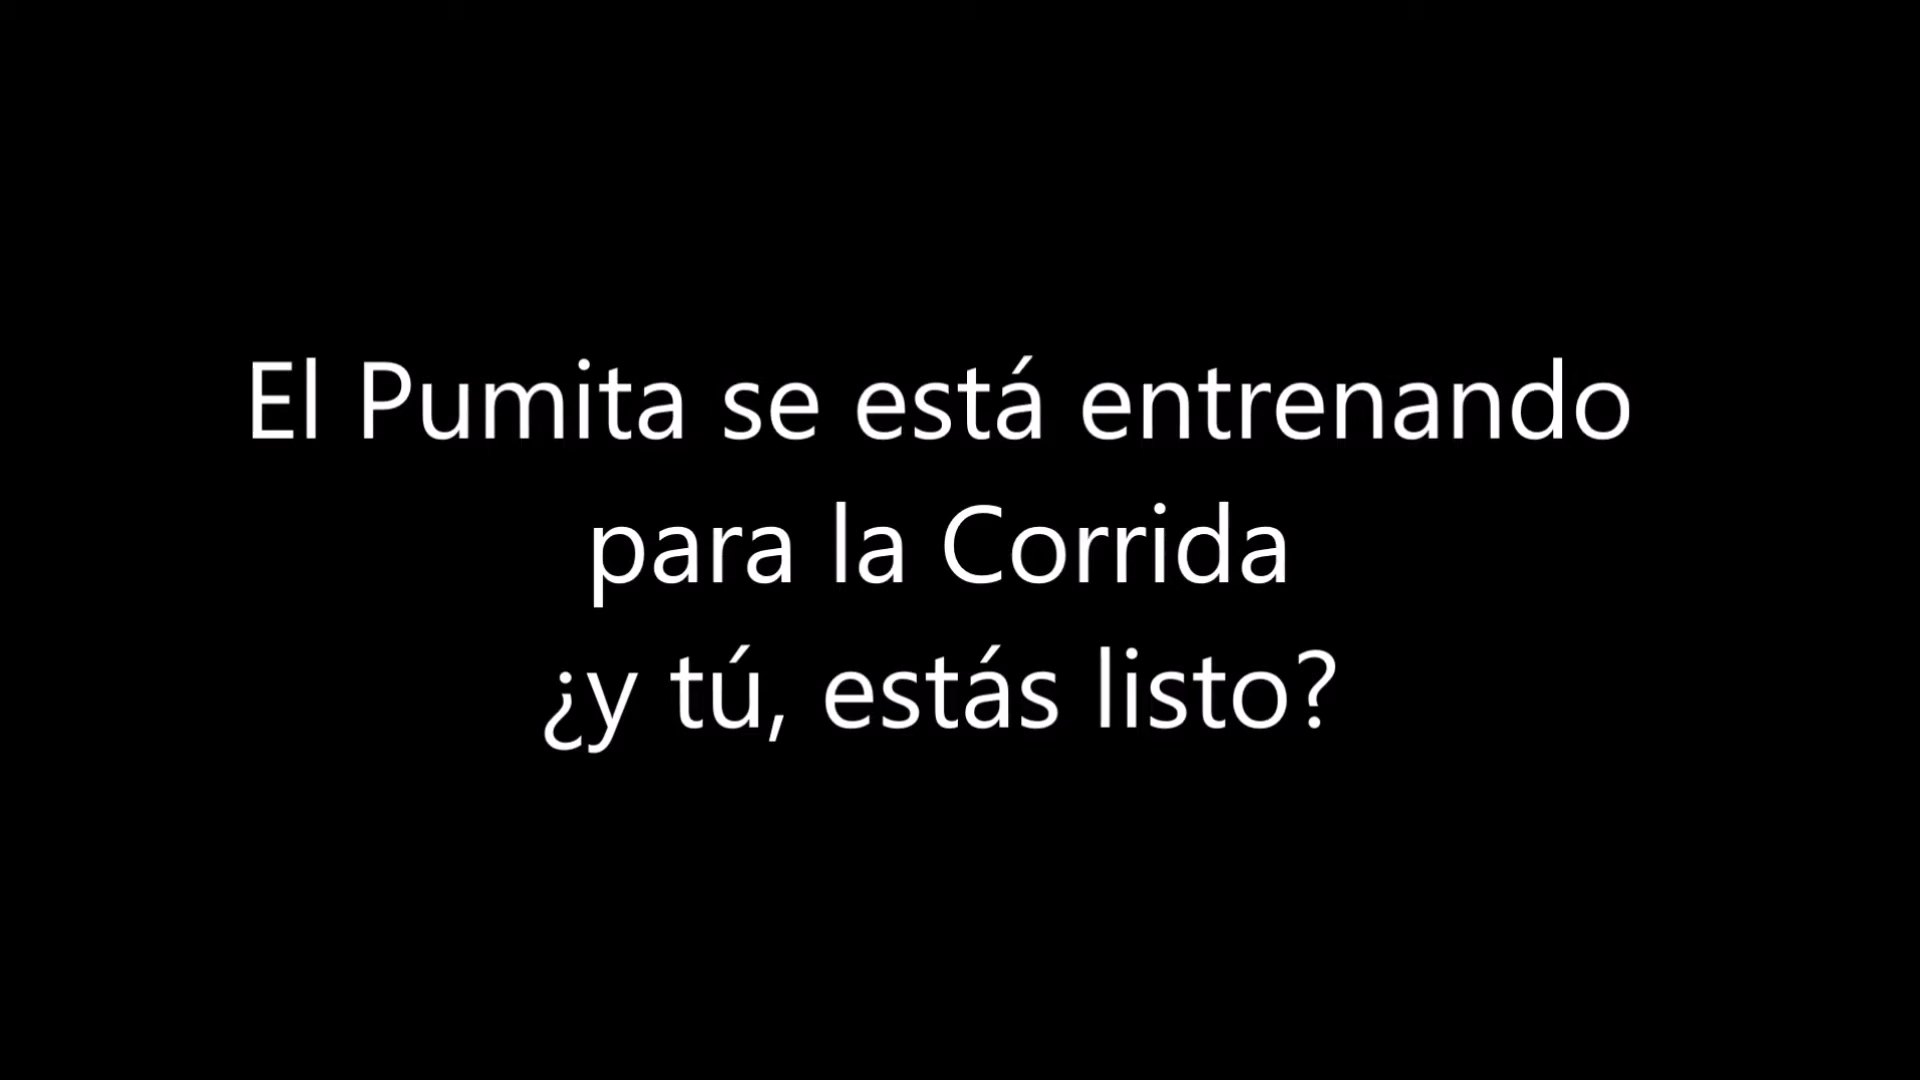 El Pumita se está entrenando
para la Corrida
¿y tú, estás listo?